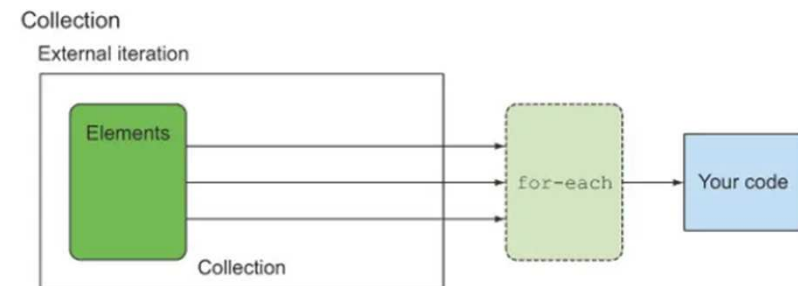 Collection
External iteration
Elements
for-each
Your code
Collection